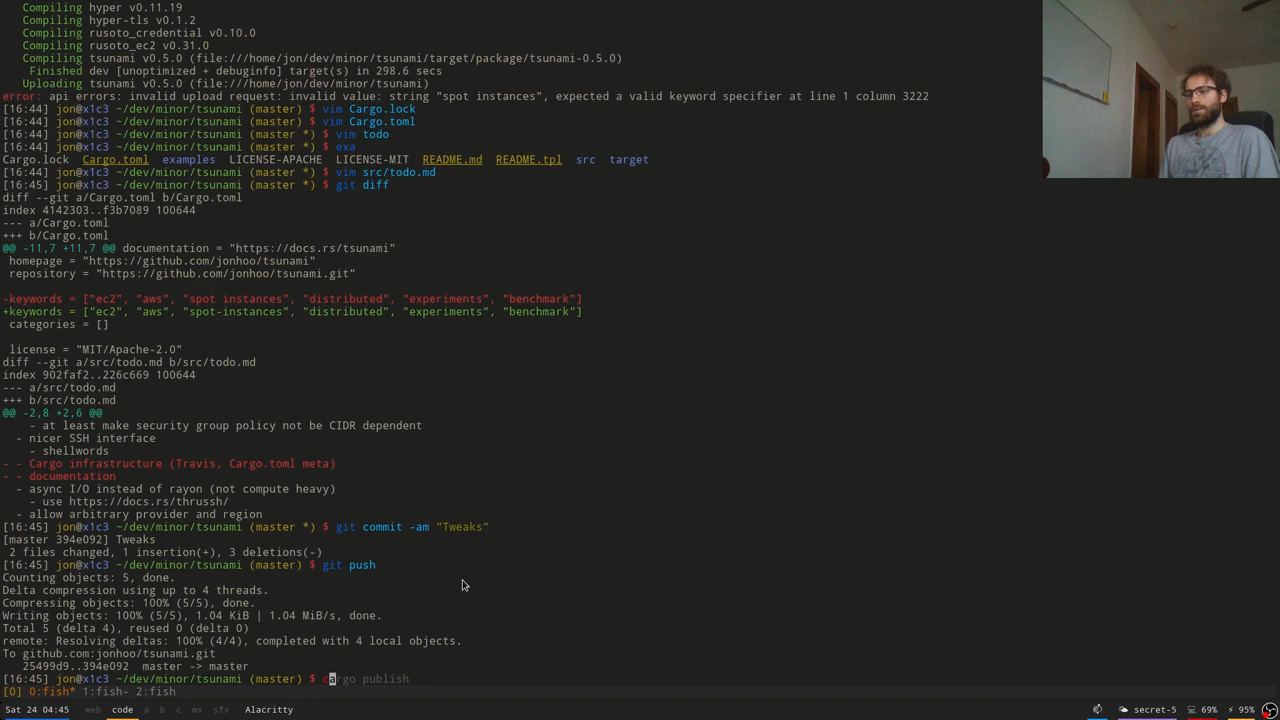 Compiling hyper v0.11.19
   Compiling hyper-tls v0.1.2
   Compiling rusoto_credential v0.10.0
   Compiling rusoto_ec2 v0.31.0
   Compiling tsunami v0.5.0 (file:///home/jon/dev/minor/tsunami/target/package/tsunami-0.5.0)
    Finished dev [unoptimized + debuginfo] target(s) in 298.6 secs
   Uploading tsunami v0.5.0 (file:///home/jon/dev/minor/tsunami)
error: api errors: invalid upload request: invalid value: string "spot instances", expected a valid keyword specifier at line 1 column 3222
[16:44] jon@x1c3 ~/dev/minor/tsunami (master) $ vim Cargo.lock
[16:44] jon@x1c3 ~/dev/minor/tsunami (master) $ vim Cargo.toml
[16:44] jon@x1c3 ~/dev/minor/tsunami (master *) $ vim todo
[16:44] jon@x1c3 ~/dev/minor/tsunami (master *) $ exa
Cargo.lock  Cargo.toml  examples  LICENSE-APACHE  LICENSE-MIT  README.md  README.tpl  src  target
[16:44] jon@x1c3 ~/dev/minor/tsunami (master *) $ vim src/todo.md
[16:45] jon@x1c3 ~/dev/minor/tsunami (master *) $ git diff
diff --git a/Cargo.toml b/Cargo.toml
index 4142303..f3b7089 100644
--- a/Cargo.toml
+++ b/Cargo.toml
@@ -11,7 +11,7 @@ documentation = "https://docs.rs/tsunami"
 homepage = "https://github.com/jonhoo/tsunami"
 repository = "https://github.com/jonhoo/tsunami.git"
-keywords = ["ec2", "aws", "spot instances", "distributed", "experiments", "benchmark"]
+keywords = ["ec2", "aws", "spot-instances", "distributed", "experiments", "benchmark"]
 categories = []
 license = "MIT/Apache-2.0"
diff --git a/src/todo.md b/src/todo.md
index 902faf2..226c669 100644
--- a/src/todo.md
+++ b/src/todo.md
@@ -2,8 +2,6 @@
     - at least make security group policy not be CIDR dependent
  - nicer SSH interface
     - shellwords
- - Cargo infrastructure (Travis, Cargo.toml meta)
- - documentation
  - async I/O instead of rayon (not compute heavy)
     - use https://docs.rs/thrussh/
  - allow arbitrary provider and region
[16:45] jon@x1c3 ~/dev/minor/tsunami (master *) $ git commit -am "Tweaks"
[master 394e092] Tweaks
 2 files changed, 1 insertion(+), 3 deletions(-)
[16:45] jon@x1c3 ~/dev/minor/tsunami (master) $ git push
Counting objects: 5, done.
Delta compression using up to 4 threads.
Compressing objects: 100% (5/5), done.
Writing objects: 100% (5/5), 1.04 KiB | 1.04 MiB/s, done.
Total 5 (delta 4), reused 0 (delta 0)
remote: Resolving deltas: 100% (4/4), completed with 4 local objects.
To github.com:jonhoo/tsunami.git
   25499d9..394e092  master -> master
[16:45] jon@x1c3 ~/dev/minor/tsunami (master) $ cargo publish
[0] 0:fish* 1:fish- 2:fish
Sat 24 04:45 web code a b c mx sfx Alacritty secret-5 69% 95%